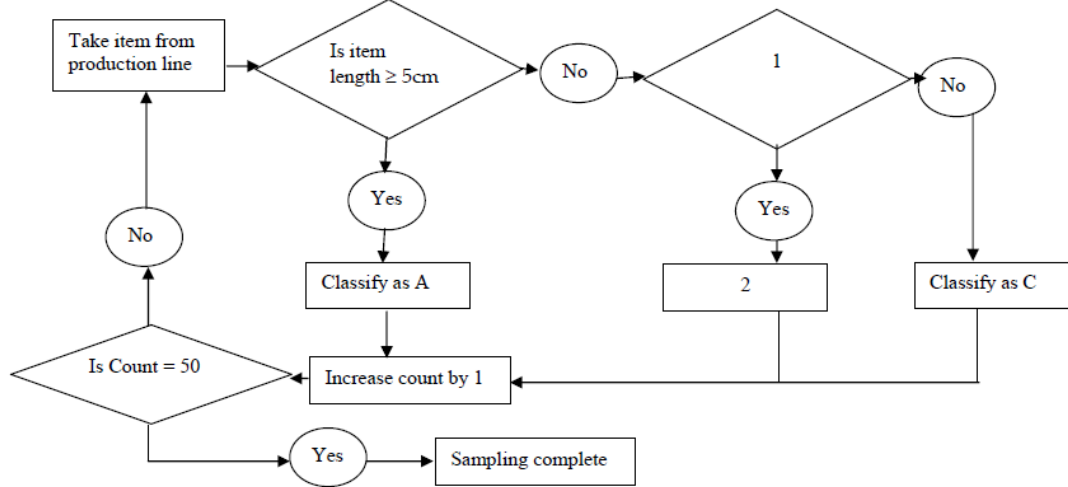 Take item from
production line
Is item
length ≥ 5cm
No
1
No
Yes
Yes
No
Classify as A
2
Classify as C
Is Count = 50
Increase count by 1
Yes
Sampling complete